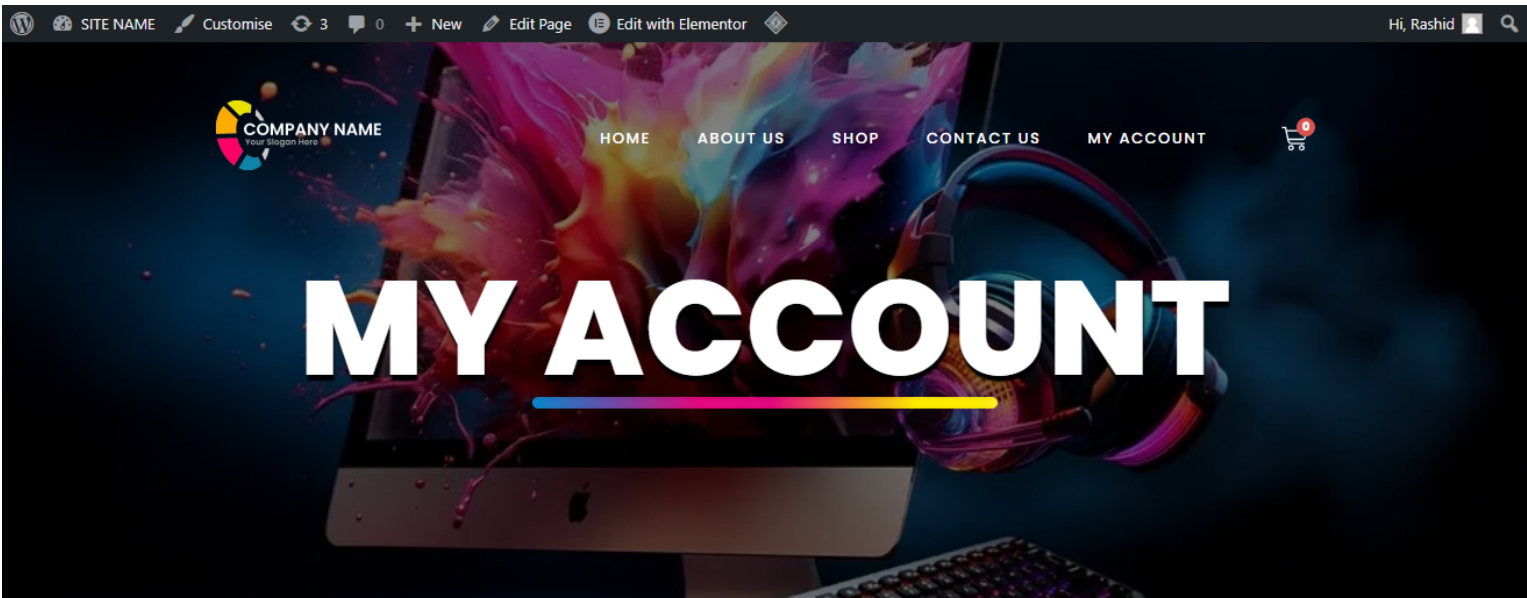 SITE NAME Customise 3 0 New Edit Page Edit with Elementor Hi, Rashid
COMPANY NAME
Your Slogan Here
HOME ABOUT US SHOP CONTACT US MY ACCOUNT 0
MY ACCOUNT